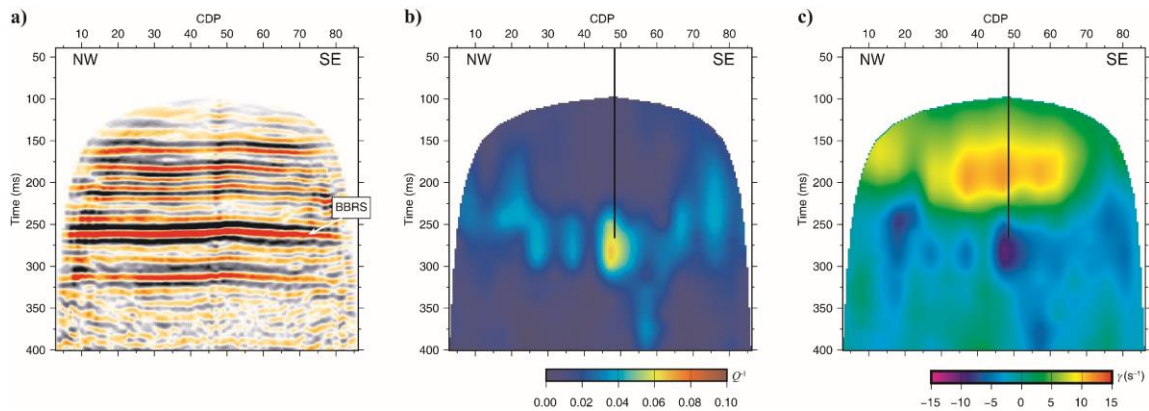 a)
CDP
10 20 30 40 50 60 70 80
NW SE
Time (ms)
100
150
200
250
300
350
400
BBRS
b)
CDP
10 20 30 40 50 60 70 80
NW SE
Time (ms)
50
100
150
200
250
300
350
400
Q⁻¹
0.00 0.02 0.04 0.06 0.08 0.10
c)
CDP
10 20 30 40 50 60 70 80
NW SE
Time (ms)
50
100
150
200
250
300
350
400
γ (s⁻¹)
−15 −10 −5 0 5 10 15